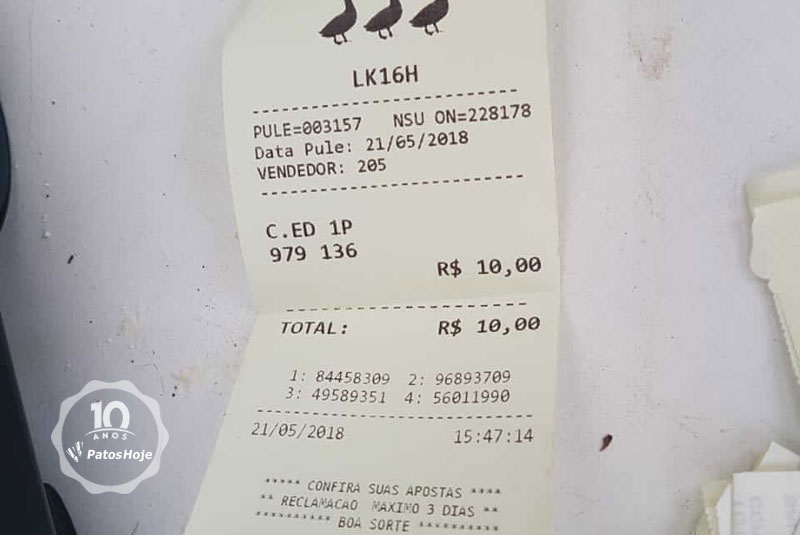 LK16H
PULE=003157 NSU ON=228178
Data Pule: 21/05/2018
VENDEDOR: 205
C.ED 1P
979 136
R$ 10,00
TOTAL: R$ 10,00
1: 84458309 2: 96893709
3: 49589351 4: 56011990
21/05/2018 15:47:14
***** CONFIRA SUAS APOSTAS ****
** RECLAMACAO MAXIMO 3 DIAS **
********** BOA SORTE **********
10
ANOS
PatosHoje